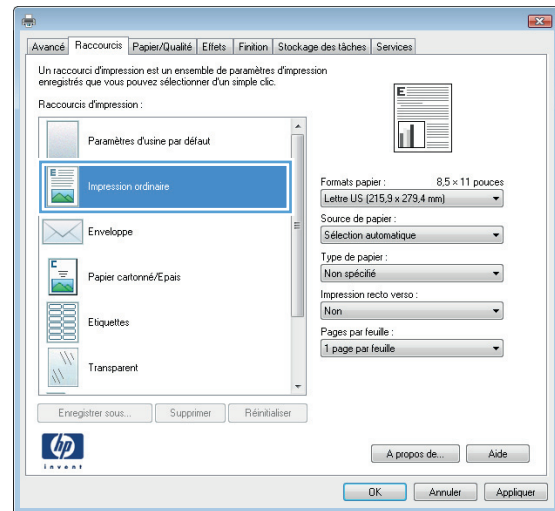 Avancé Raccourcis Papier/Qualité Effets Finition Stockage des tâches Services
Un raccourci d'impression est un ensemble de paramètres d'impression
enregistrés que vous pouvez sélectionner d'un simple clic.
Raccourcis d'impression :
Paramètres d'usine par défaut
E
Impression ordinaire
Enveloppe
E
Papier cartonné/Epais
Etiquettes
Transparent
Enregistrer sous... Supprimer Réinitialiser
E
Formats papier : 8,5 × 11 pouces
Lettre US (215,9 x 279,4 mm)
Source de papier :
Sélection automatique
Type de papier :
Non spécifié
Impression recto verso :
Non
Pages par feuille :
1 page par feuille
hp
invent
A propos de... Aide
OK Annuler Appliquer